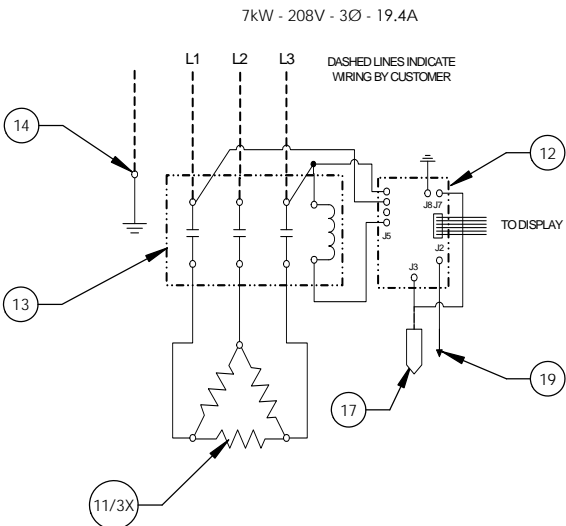 7kW - 208V - 3Ø - 19.4A
L1 L2 L3
DASHED LINES INDICATE
WIRING BY CUSTOMER
14
12
J8 J7
J5
TO DISPLAY
J2
J3
13
17
19
11/3X